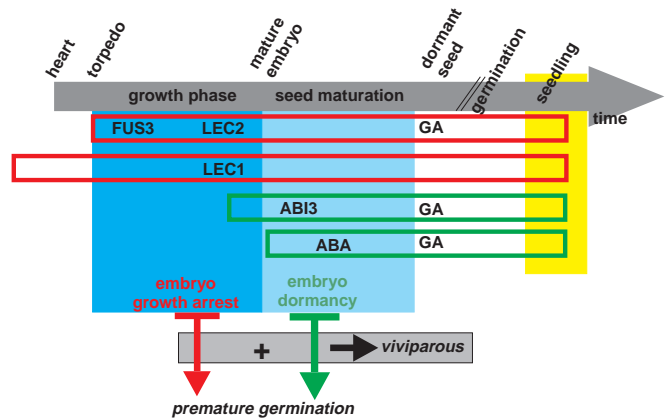 heart
torpedo
mature
embryo
dormant
seed
germination
seedling
growth phase
seed maturation
time
FUS3
LEC2
GA
LEC1
ABI3
GA
ABA
GA
embryo
growth arrest
embryo
dormancy
+
viviparous
premature germination